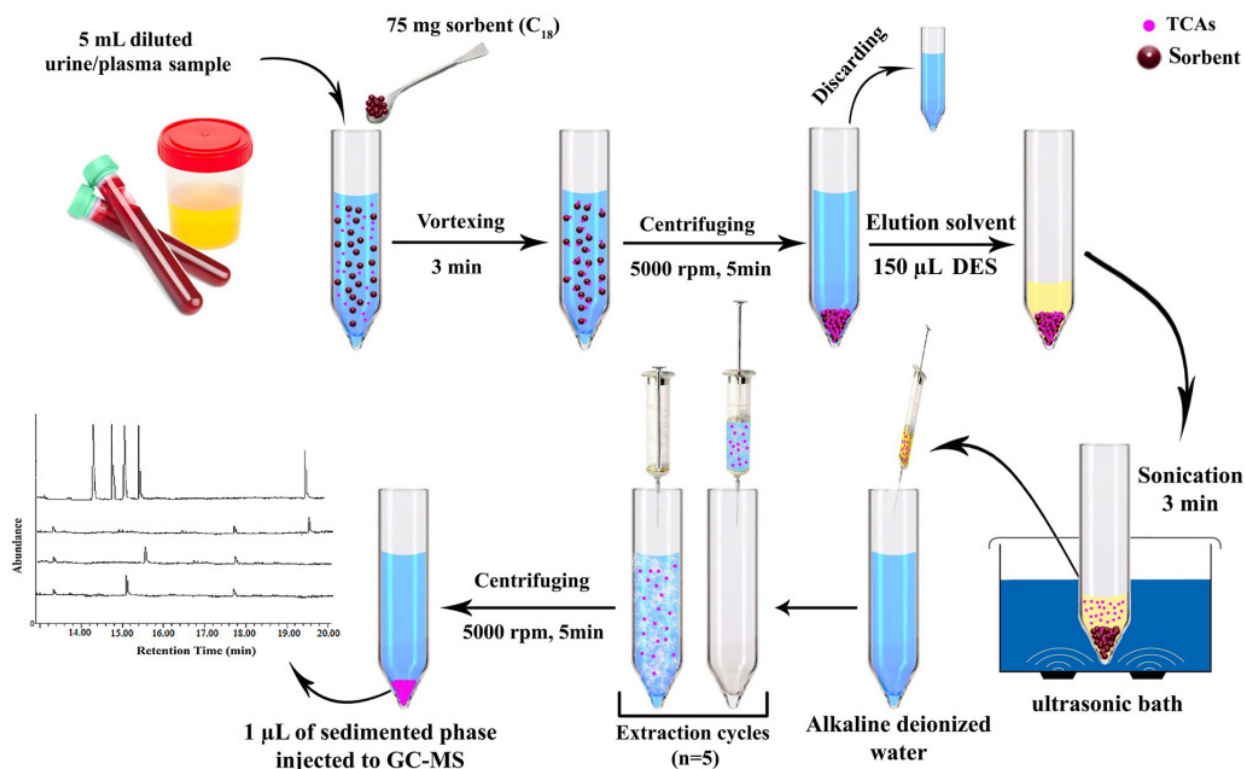 5 mL diluted
urine/plasma sample
75 mg sorbent (C18)
Discarding
TCAs
Sorbent
Vortexing
3 min
Centrifuging
5000 rpm, 5min
Elution solvent
150 µL DES
Sonication
3 min
ultrasonic bath
Alkaline deionized
water
Extraction cycles
(n=5)
Centrifuging
5000 rpm, 5min
1 µL of sedimented phase
injected to GC-MS
Abundance
0
14.00 15.00 16.00 17.00 18.00 19.00 20.00
Retention Time (min)